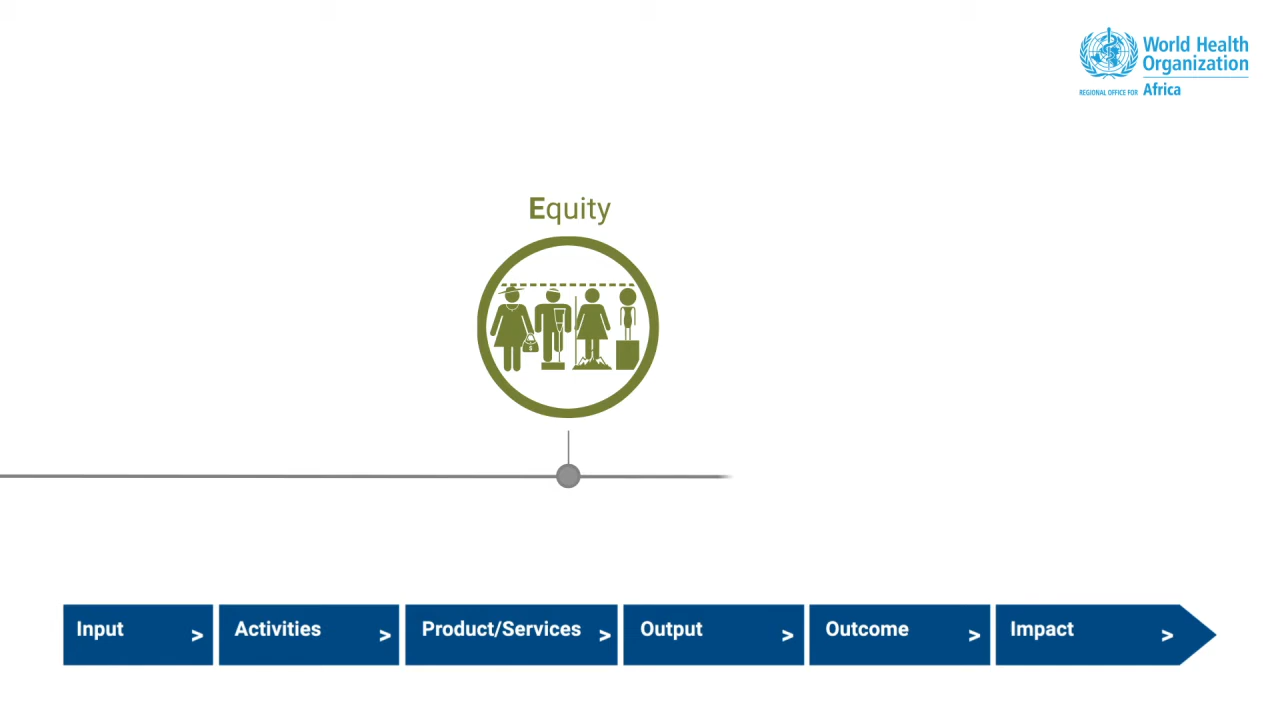 World Health
Organization
REGIONAL OFFICE FOR Africa
Equity
Input >
Activities >
Product/Services >
Output >
Outcome >
Impact >